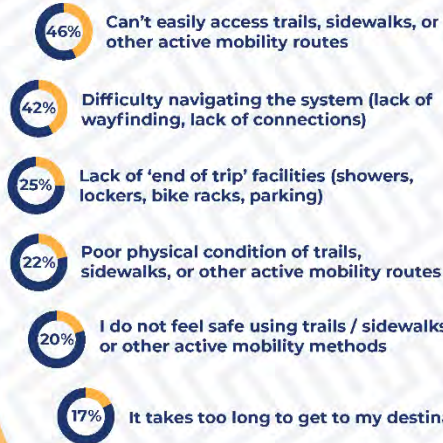 46%
Can't easily access trails, sidewalks, or
other active mobility routes
42%
Difficulty navigating the system (lack of
wayfinding, lack of connections)
25%
Lack of ‘end of trip’ facilities (showers,
lockers, bike racks, parking)
22%
Poor physical condition of trails,
sidewalks, or other active mobility routes
20%
I do not feel safe using trails / sidewalks
or other active mobility methods
17%
It takes too long to get to my